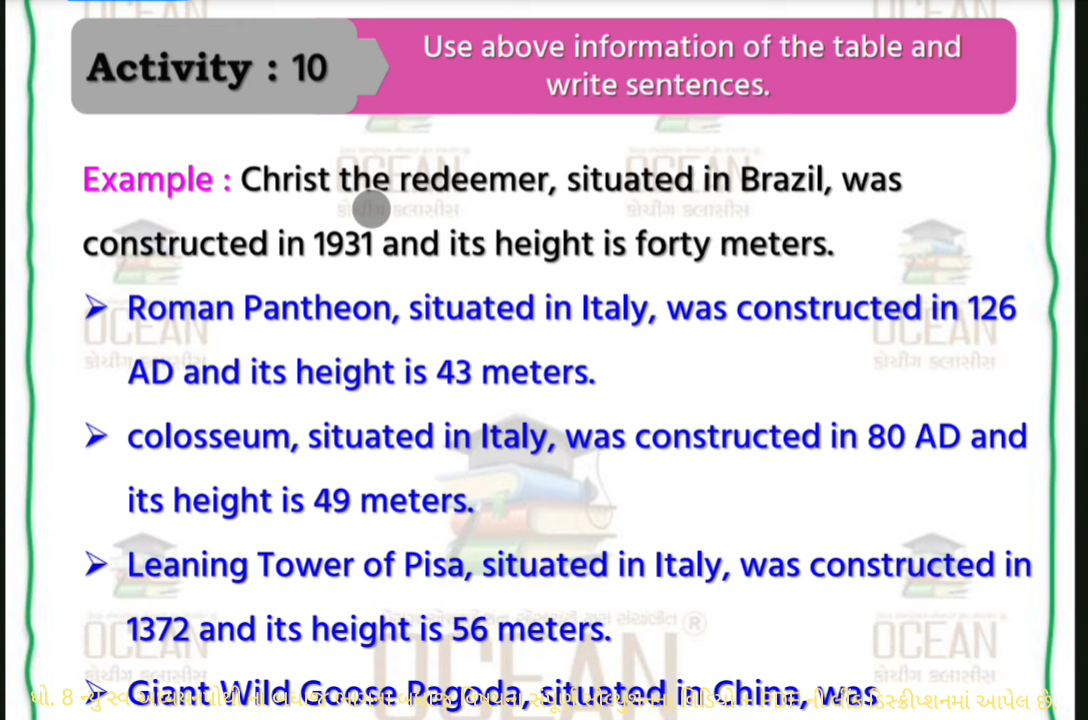 Activity : 10
Use above information of the table and
write sentences.
Example : Christ the redeemer, situated in Brazil, was
constructed in 1931 and its height is forty meters.
➢ Roman Pantheon, situated in Italy, was constructed in 126
AD and its height is 43 meters.
➢ colosseum, situated in Italy, was constructed in 80 AD and
its height is 49 meters.
➢ Leaning Tower of Pisa, situated in Italy, was constructed in
1372 and its height is 56 meters.
➢ Giant Wild Goose Pagoda, situated in China, was
ધો. 8
ડિસ્ક્રીપ્શનમાં આપેલ છે.
OCEAN
કોચીંગ ક્લાસીસ